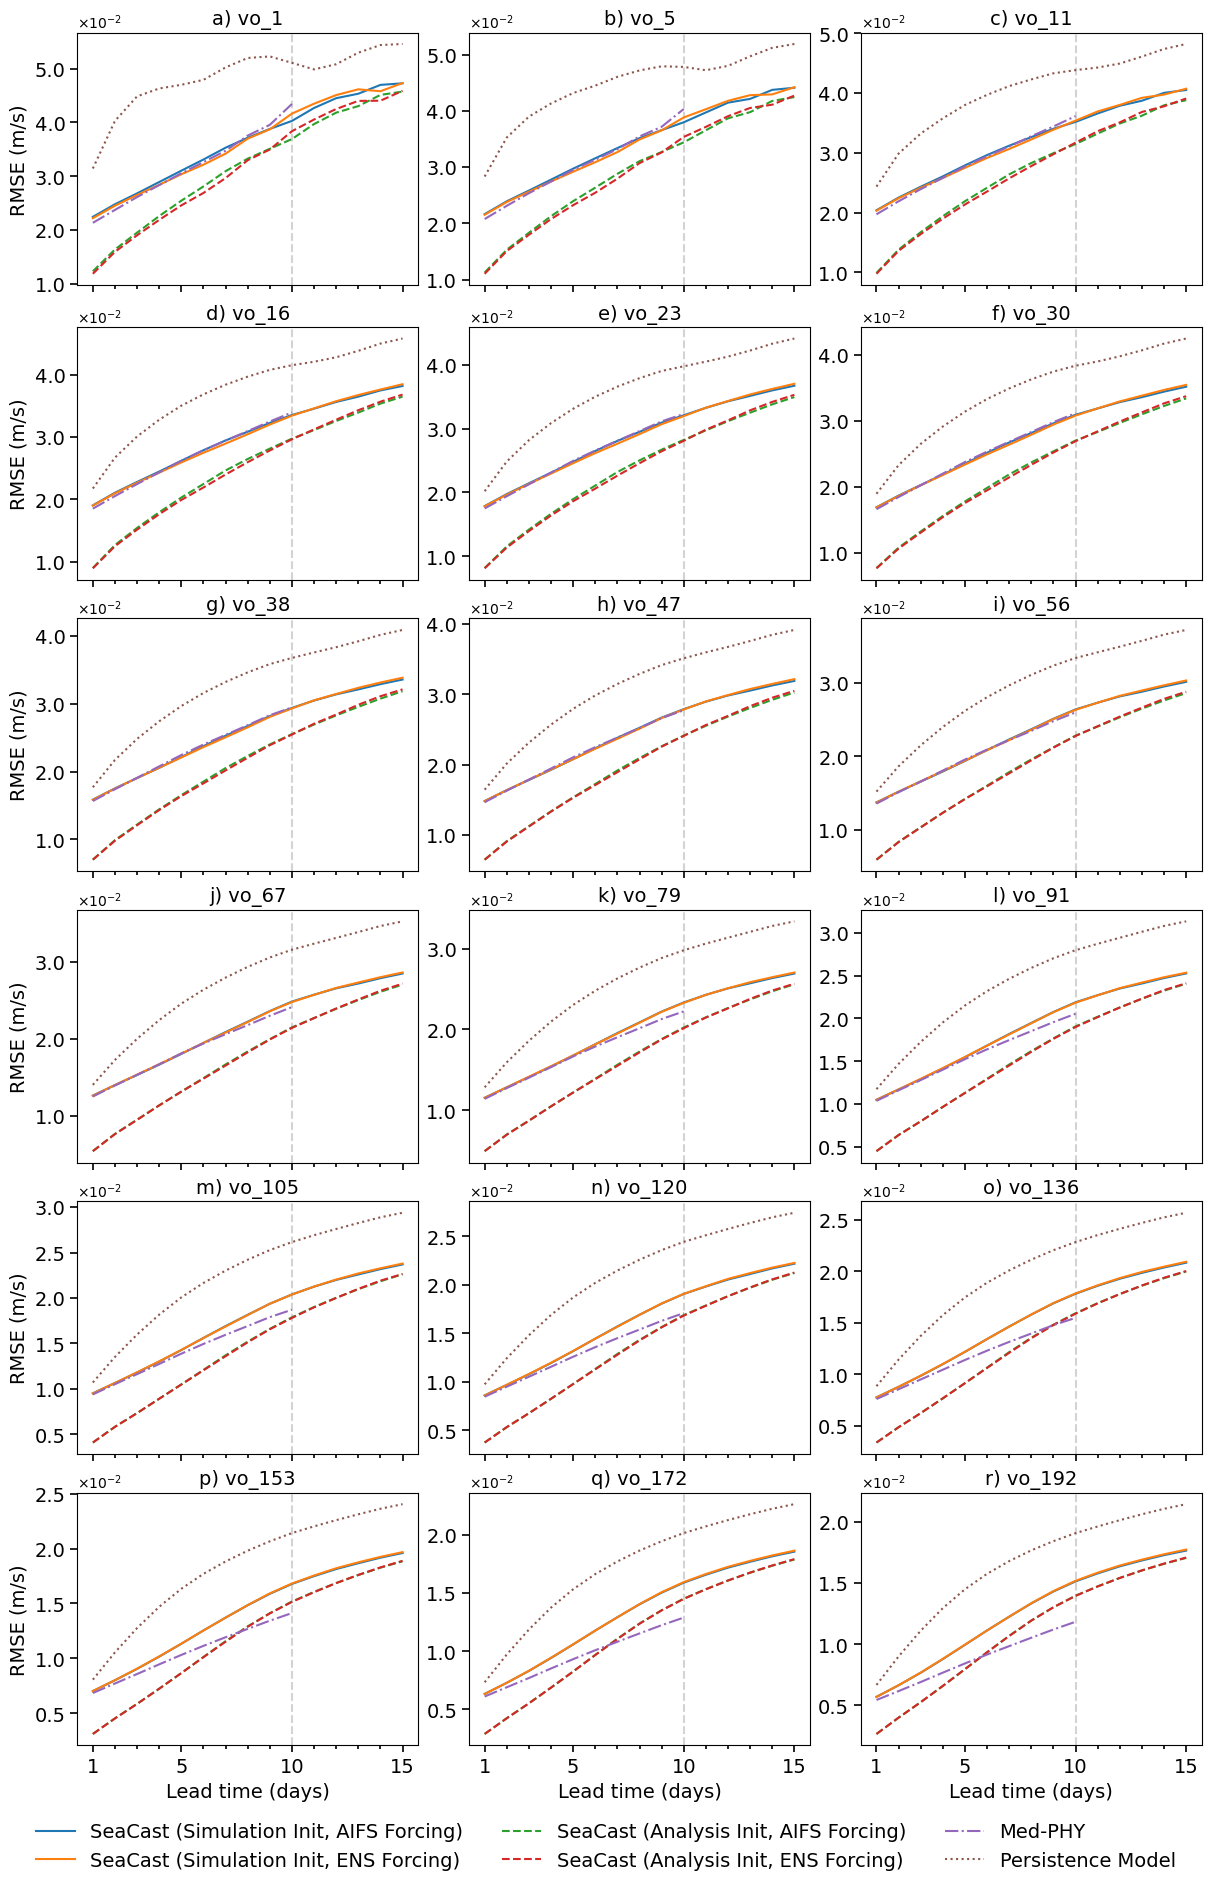 a) vo_1
b) vo_5
c) vo_11
×10⁻²
×10⁻²
×10⁻²
RMSE (m/s)
5.0
4.0
3.0
2.0
1.0
5.0
4.0
3.0
2.0
1.0
5.0
4.0
3.0
2.0
1.0
d) vo_16
e) vo_23
f) vo_30
×10⁻²
×10⁻²
×10⁻²
RMSE (m/s)
4.0
3.0
2.0
1.0
4.0
3.0
2.0
1.0
4.0
3.0
2.0
1.0
g) vo_38
h) vo_47
i) vo_56
×10⁻²
×10⁻²
×10⁻²
RMSE (m/s)
4.0
3.0
2.0
1.0
4.0
3.0
2.0
1.0
3.0
2.0
1.0
j) vo_67
k) vo_79
l) vo_91
×10⁻²
×10⁻²
×10⁻²
RMSE (m/s)
3.0
2.0
1.0
3.0
2.0
1.0
3.0
2.5
2.0
1.5
1.0
0.5
m) vo_105
n) vo_120
o) vo_136
×10⁻²
×10⁻²
×10⁻²
RMSE (m/s)
3.0
2.5
2.0
1.5
1.0
0.5
2.5
2.0
1.5
1.0
0.5
2.5
2.0
1.5
1.0
0.5
p) vo_153
q) vo_172
r) vo_192
×10⁻²
×10⁻²
×10⁻²
RMSE (m/s)
2.5
2.0
1.5
1.0
0.5
2.0
1.5
1.0
0.5
2.0
1.5
1.0
0.5
1 5 10 15
1 5 10 15
1 5 10 15
Lead time (days)
Lead time (days)
Lead time (days)
SeaCast (Simulation Init, AIFS Forcing)
SeaCast (Simulation Init, ENS Forcing)
SeaCast (Analysis Init, AIFS Forcing)
SeaCast (Analysis Init, ENS Forcing)
Med-PHY
Persistence Model